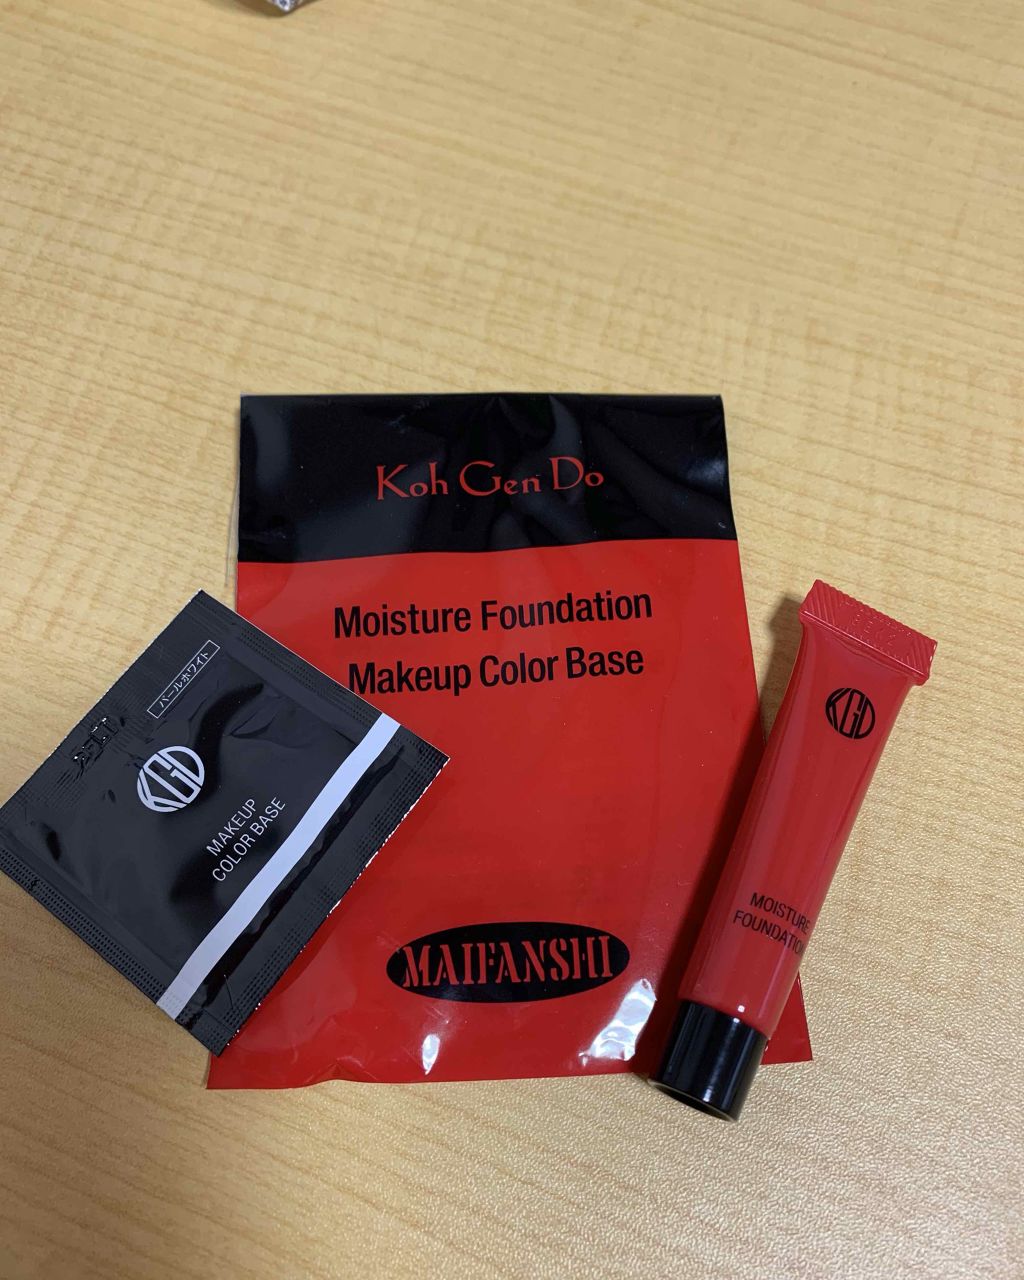 Koh Gen Do
Moisture Foundation
Makeup Color Base
MAIFANSHI
パールホワイト
KGD
MAKEUP
COLOR BASE
KGD
MOISTURE
FOUNDATION